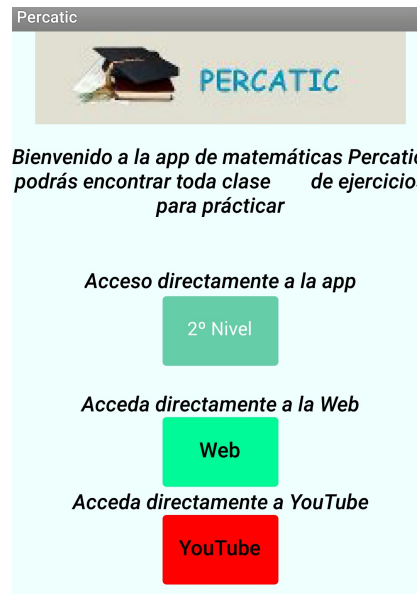 Percatic
PERCATIC
Bienvenido a la app de matemáticas Percatic
podrás encontrar toda clase de ejercicios
para prácticar
Acceso directamente a la app
2º Nivel
Acceda directamente a la Web
Web
Acceda directamente a YouTube
YouTube